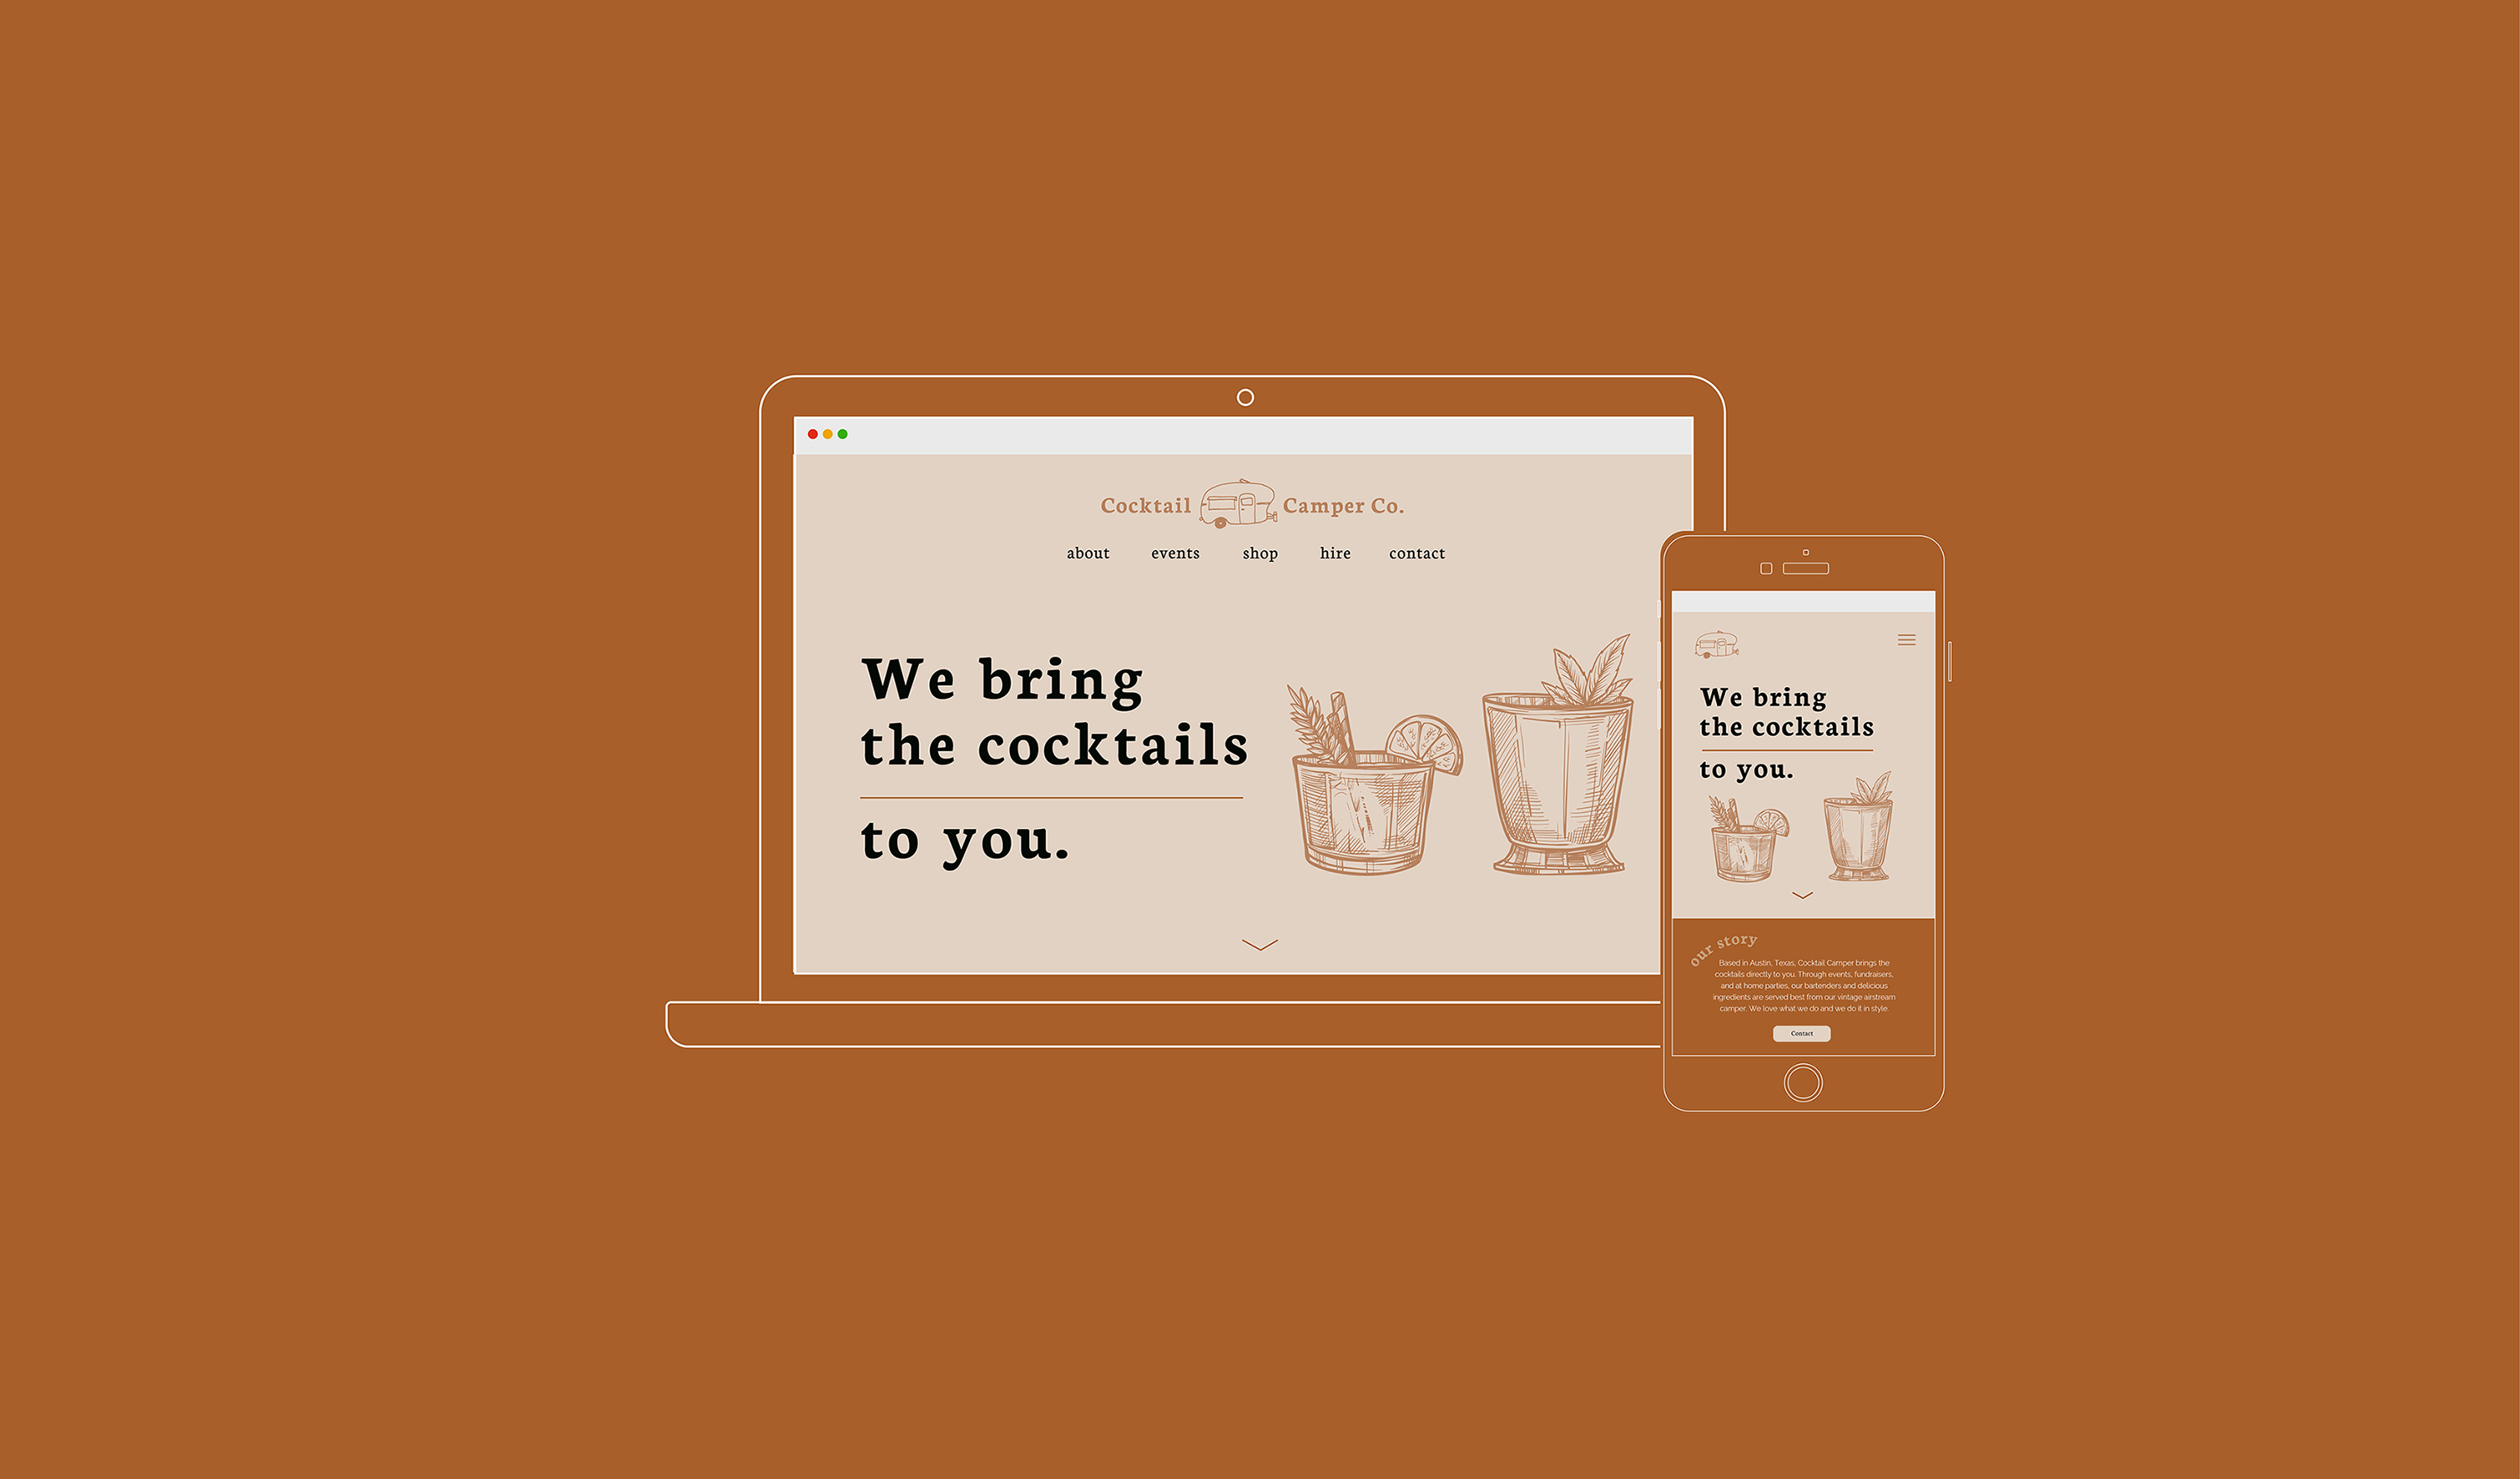 Cocktail Camper Co.
about events shop hire contact
We bring
the cocktails
to you.
We bring
the cocktails
to you.
our story
Based in Austin, Texas, Cocktail Camper brings the
cocktails directly to you. Through events, fundraisers,
and at home parties, our bartenders and delicious
ingredients are served best from our vintage airstream
camper. We love what we do and we do it in style.
Contact